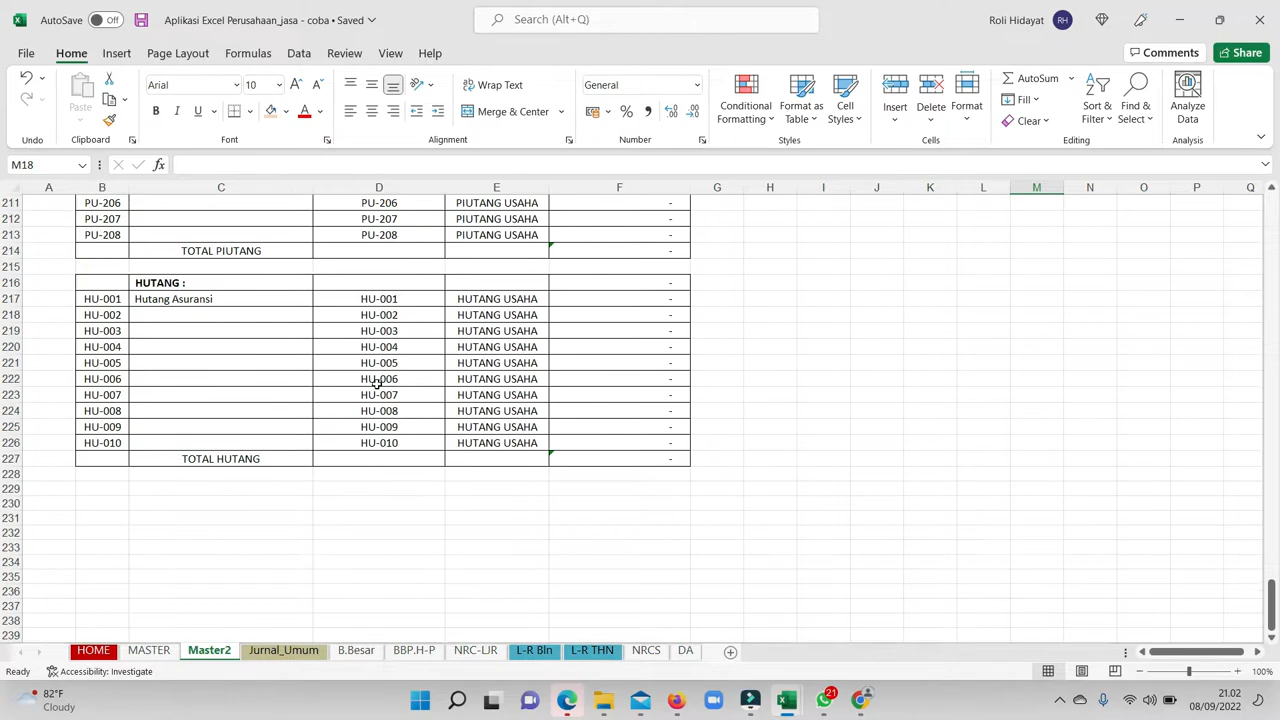 AutoSave Off Aplikasi Excel Perusahaan_jasa - coba • Saved Search (Alt+Q) Roli Hidayat RH
File Home Insert Page Layout Formulas Data Review View Help Comments Share
Paste
Arial 10 A A Wrap Text General
B I U A Merge & Center % 
Conditional Formatting
Format as Table
Cell Styles
Insert
Delete
Format
AutoSum
Fill
Clear
Sort & Filter
Find & Select
Analyze Data
Undo Clipboard Font Alignment Number Styles Cells Editing Analysis
M18 fx
A B C D E F G H I J K L M N O P Q
211 PU-206 PU-206 PIUTANG USAHA -
212 PU-207 PU-207 PIUTANG USAHA -
213 PU-208 PU-208 PIUTANG USAHA -
214 TOTAL PIUTANG -
215
216 HUTANG : -
217 HU-001 Hutang Asuransi HU-001 HUTANG USAHA -
218 HU-002 HU-002 HUTANG USAHA -
219 HU-003 HU-003 HUTANG USAHA -
220 HU-004 HU-004 HUTANG USAHA -
221 HU-005 HU-005 HUTANG USAHA -
222 HU-006 HU-006 HUTANG USAHA -
223 HU-007 HU-007 HUTANG USAHA -
224 HU-008 HU-008 HUTANG USAHA -
225 HU-009 HU-009 HUTANG USAHA -
226 HU-010 HU-010 HUTANG USAHA -
227 TOTAL HUTANG -
228
229
230
231
232
233
234
235
236
237
238
239
HOME MASTER Master2 Jurnal_Umum B.Besar BBP.H-P NRC-LJR L-R Bln L-R THN NRCS DA
Ready Accessibility: Investigate 100%
82°F
Cloudy
21
21.02
08/09/2022